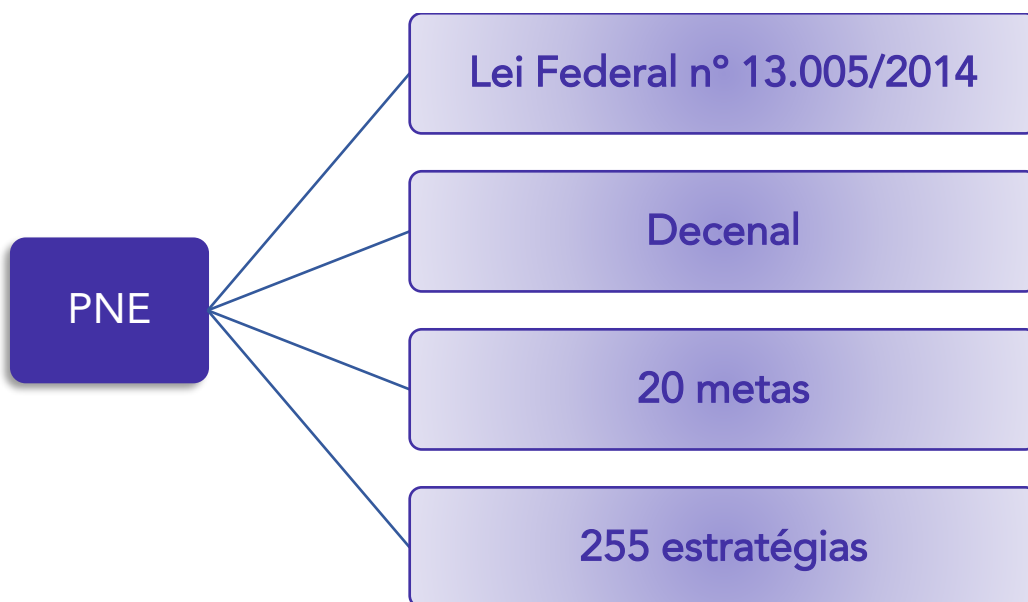 PNE
Lei Federal nº 13.005/2014
Decenal
20 metas
255 estratégias